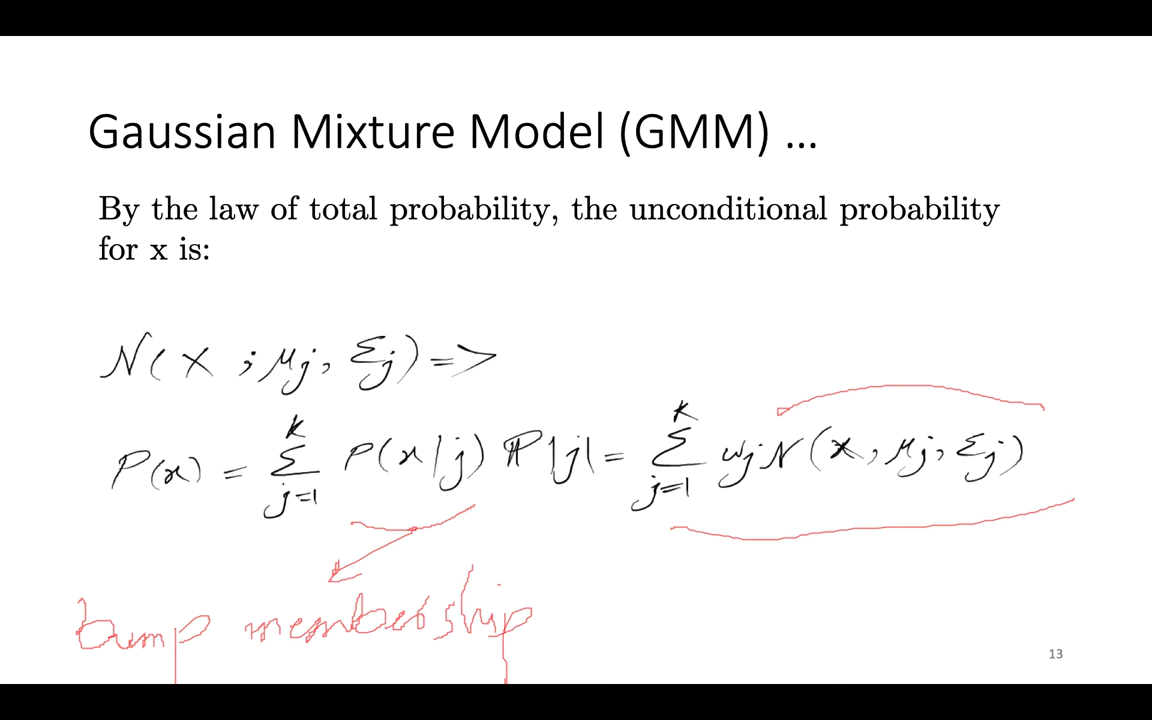 Gaussian Mixture Model (GMM) …
By the law of total probability, the unconditional probability
for x is:
N(X ; μj, Σj) =>
P(x) = Σ_{j=1}^{K} P(x|j) ℙ|j| = Σ_{j=1}^{K} wj N(x, μj, Σj)
bump membership
13